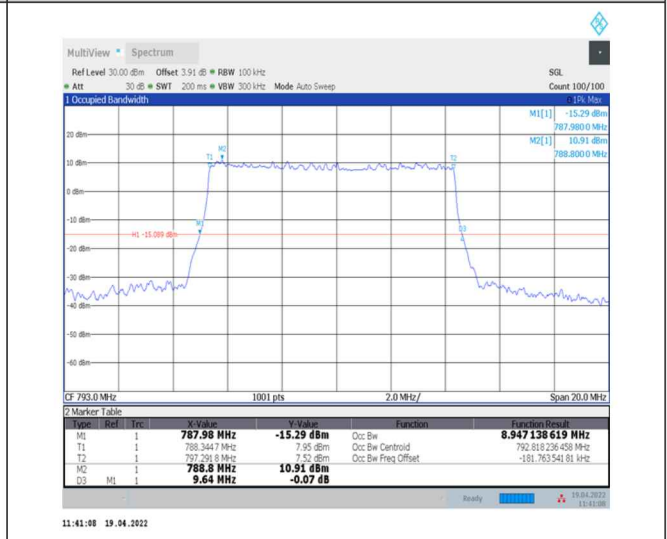 MultiView Spectrum
Ref Level 30.00 dBm Offset 3.91 dB RBW 100 kHz SGL
Att 30 dB SWT 200 ms VBW 300 kHz Mode Auto Sweep Count 100/100
1 Occupied Bandwidth 1Pk Max
M1[1] -15.29 dBm
787.9800 MHz
20 dBm
M2[1] 10.91 dBm
788.8000 MHz
M2
T1 T2
10 dBm
0 dBm
-10 dBm
M1 D3
H1 -15.089 dBm
-20 dBm
-30 dBm
-40 dBm
-50 dBm
-60 dBm
CF 793.0 MHz 1001 pts 2.0 MHz/ Span 20.0 MHz
2 Marker Table
Type Ref Trc X-Value Y-Value Function Function Result
M1 1 787.98 MHz -15.29 dBm Occ Bw 8.947 138 619 MHz
T1 1 788.3447 MHz 7.95 dBm Occ Bw Centroid 792.818 236 458 MHz
T2 1 797.291 8 MHz 7.52 dBm Occ Bw Freq Offset -181.763 541 81 kHz
M2 1 788.8 MHz 10.91 dBm
D3 M1 1 9.64 MHz -0.07 dB
Ready 19.04.2022
11:41:08
11:41:08 19.04.2022